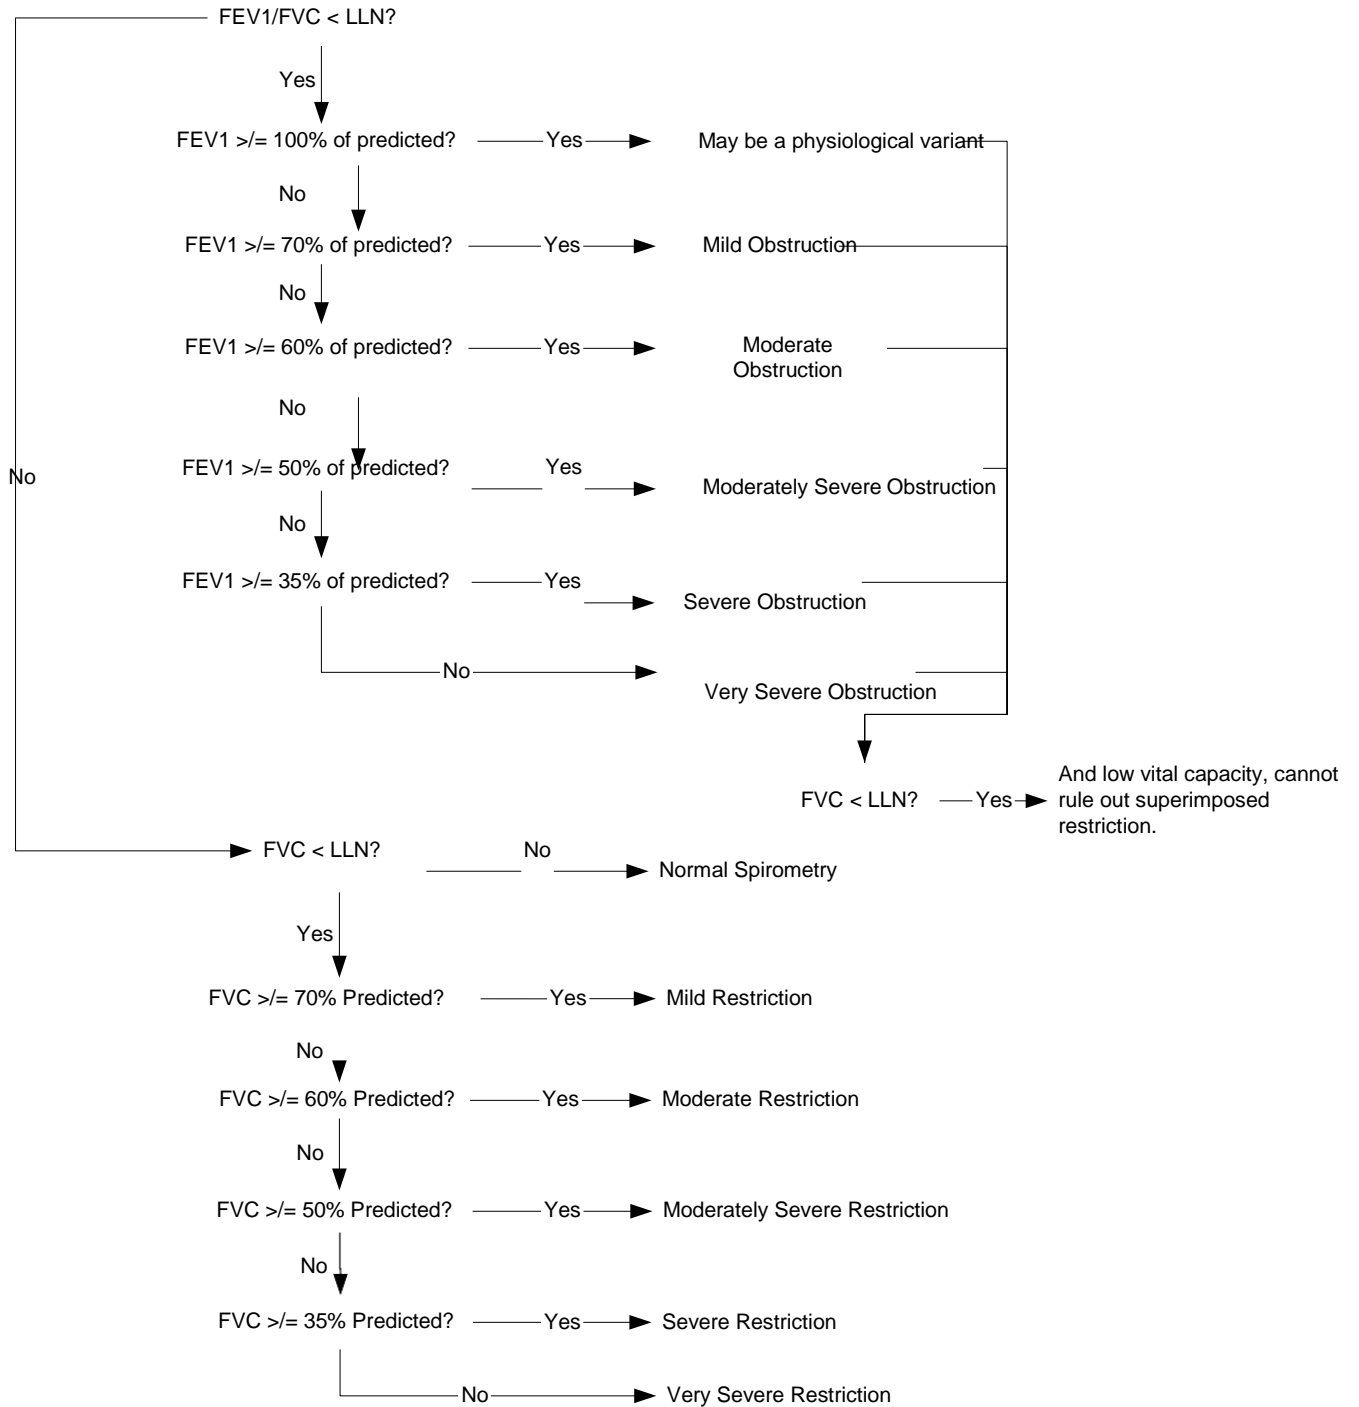 FEV1/FVC < LLN?
Yes
FEV1 >/= 100% of predicted?
Yes
May be a physiological variant
No
FEV1 >/= 70% of predicted?
Yes
Mild Obstruction
No
FEV1 >/= 60% of predicted?
Yes
Moderate
Obstruction
No
FEV1 >/= 50% of predicted?
Yes
Moderately Severe Obstruction
No
No
FEV1 >/= 35% of predicted?
Yes
Severe Obstruction
No
Very Severe Obstruction
FVC < LLN?
Yes
And low vital capacity, cannot
rule out superimposed
restriction.
FVC < LLN?
No
Normal Spirometry
Yes
FVC >/= 70% Predicted?
Yes
Mild Restriction
No
FVC >/= 60% Predicted?
Yes
Moderate Restriction
No
FVC >/= 50% Predicted?
Yes
Moderately Severe Restriction
No
FVC >/= 35% Predicted?
Yes
Severe Restriction
No
Very Severe Restriction